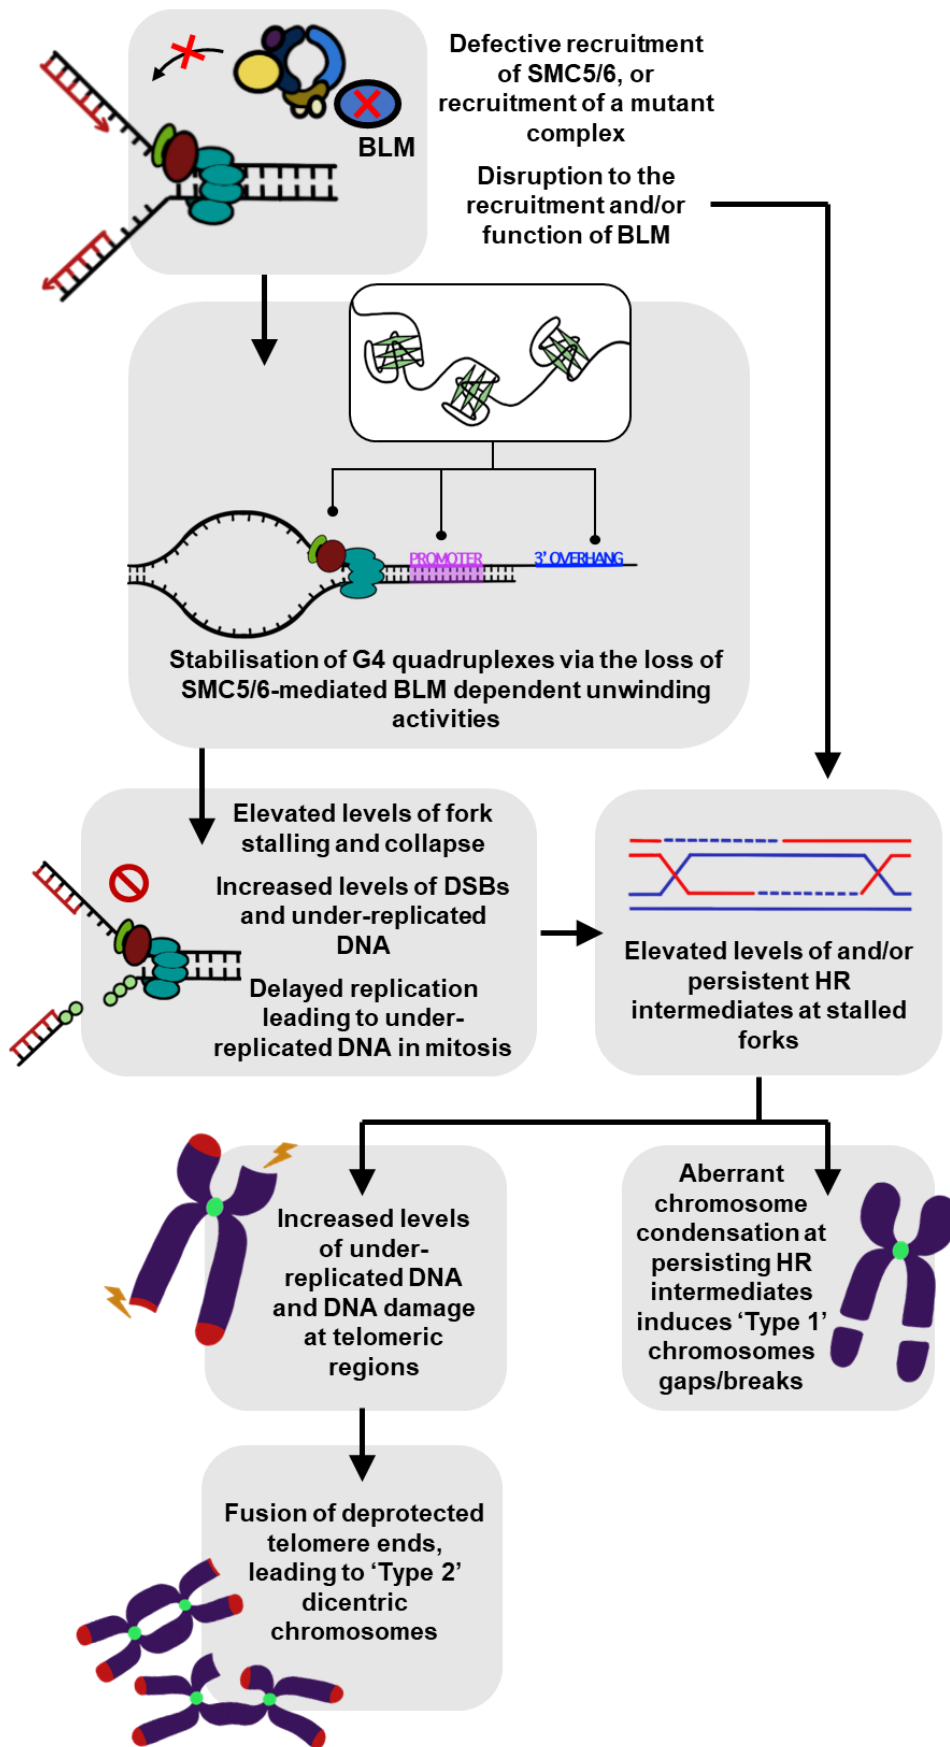 Defective recruitment
of SMC5/6, or
recruitment of a mutant
complex
BLM
Disruption to the
recruitment and/or
function of BLM
PROMOTER
3' OVERHANG
Stabilisation of G4 quadruplexes via the loss of
SMC5/6-mediated BLM dependent unwinding
activities
Elevated levels of fork
stalling and collapse
Increased levels of DSBs
and under-replicated
DNA
Delayed replication
leading to under-
replicated DNA in mitosis
Elevated levels of and/or
persistent HR
intermediates at stalled
forks
Increased levels
of under-
replicated DNA
and DNA damage
at telomeric
regions
Aberrant
chromosome
condensation at
persisting HR
intermediates
induces ‘Type 1’
chromosomes
gaps/breaks
Fusion of deprotected
telomere ends,
leading to ‘Type 2’
dicentric
chromosomes